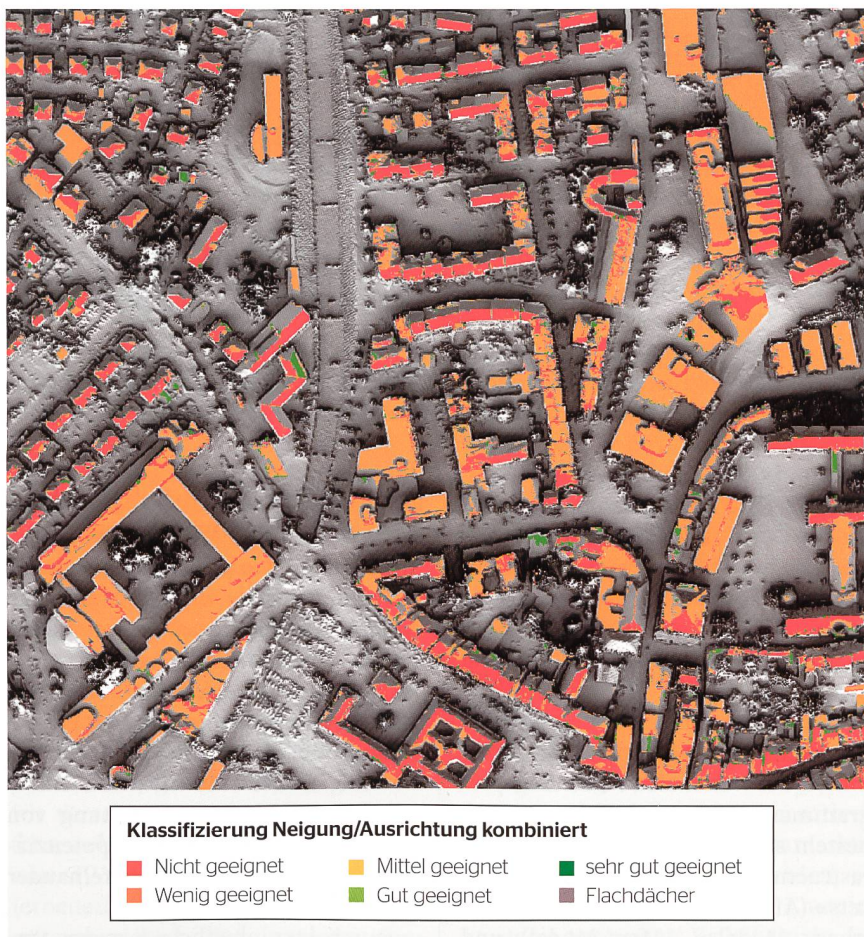 Klassifizierung Neigung/Ausrichtung kombiniert
Nicht geeignet
Mittel geeignet
sehr gut geeignet
Wenig geeignet
Gut geeignet
Flachdächer